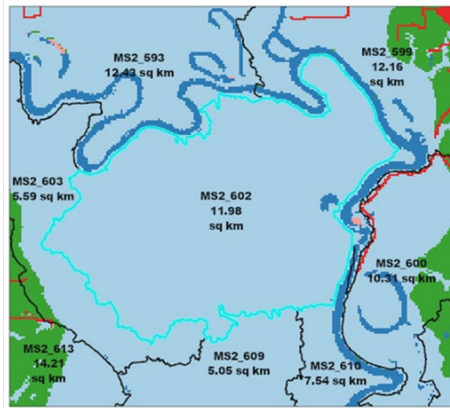 MS2_593
12.43 sq km
MS2_599
12.16
sq km
MS2_603
5.59 sq km
MS2_602
11.98
sq km
MS2_600
10.31 sq km
MS2_613
14.21
sq km
MS2_609
5.05 sq km
MS2_610
7.54 sq km